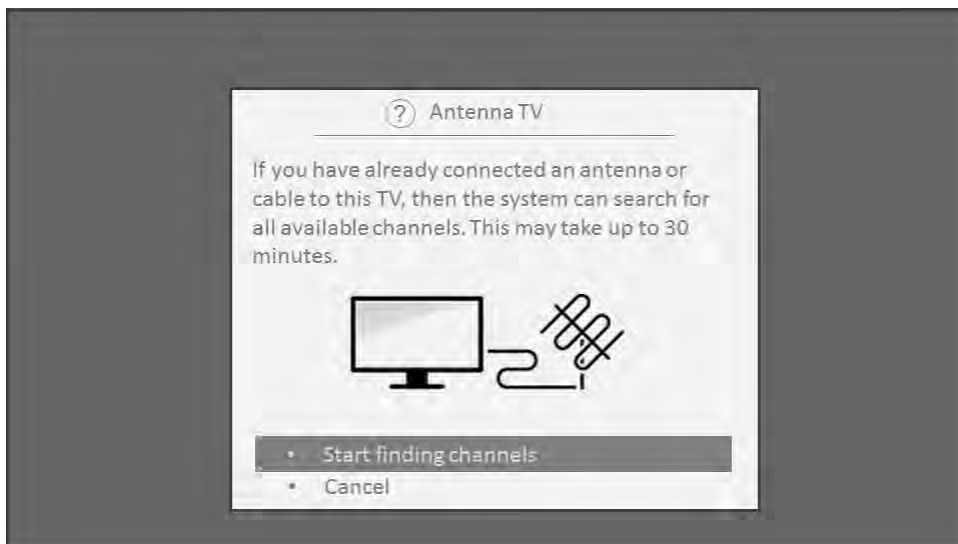 ? Antenna TV
If you have already connected an antenna or
cable to this TV, then the system can search for
all available channels. This may take up to 30
minutes.
• Start finding channels
• Cancel